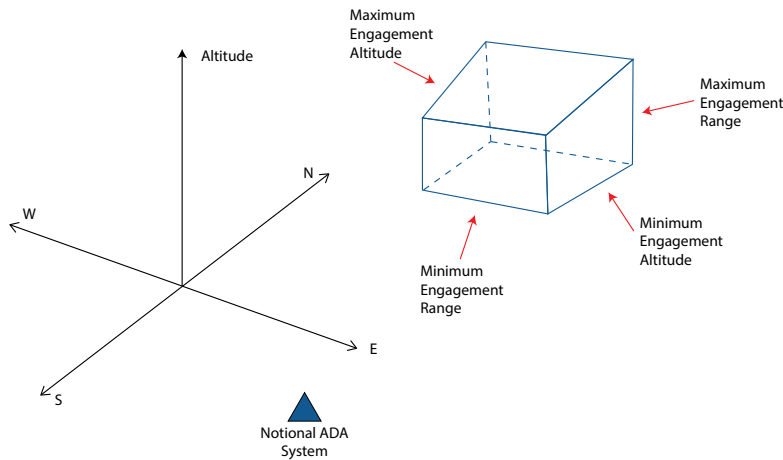 Altitude
N
W
E
S
Notional ADA
System
Maximum
Engagement
Altitude
Maximum
Engagement
Range
Minimum
Engagement
Altitude
Minimum
Engagement
Range